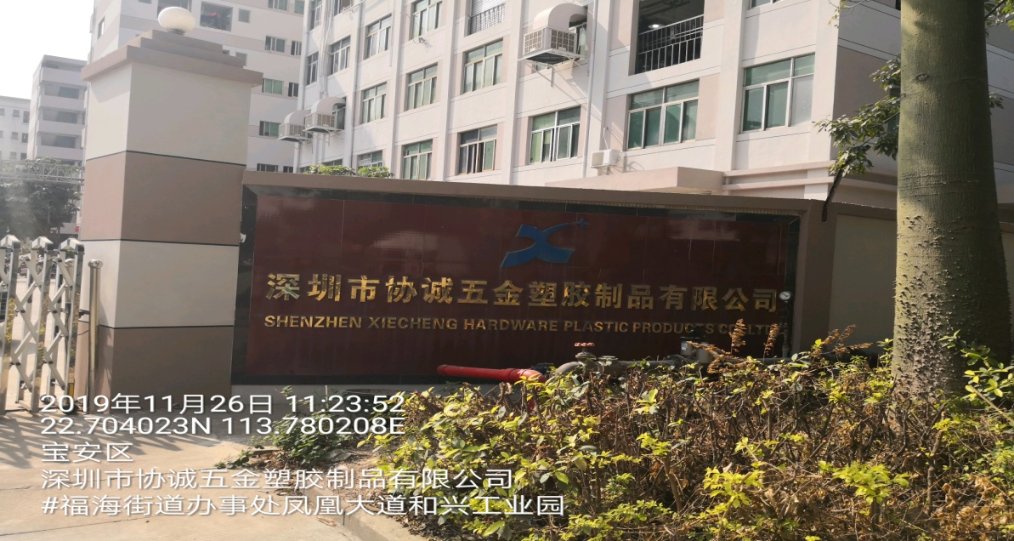 深圳市协诚五金塑胶制品有限公司
SHENZHEN XIECHENG HARDWARE PLASTIC PRODUCTS CO.,LTD
2019年11月26日 11:23:52
22.704023N 113.780208E
宝安区
深圳市协诚五金塑胶制品有限公司
#福海街道办事处凤凰大道和兴工业园